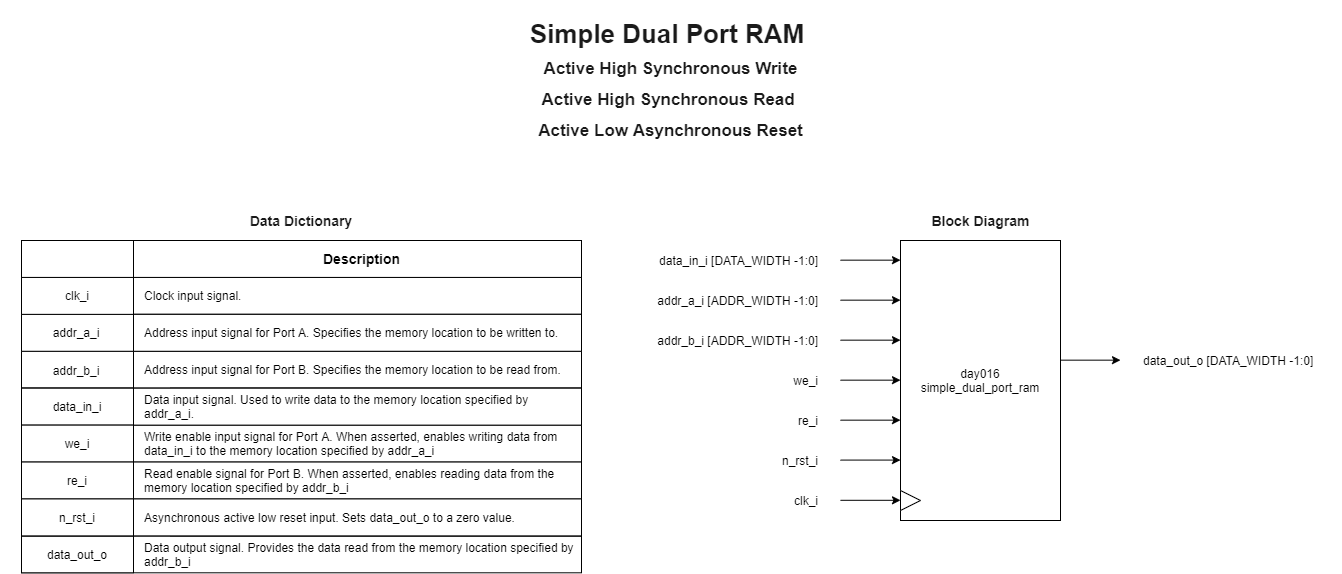 Simple Dual Port RAM
Active High Synchronous Write
Active High Synchronous Read
Active Low Asynchronous Reset
Data Dictionary
Description
clk_i
Clock input signal.
addr_a_i
Address input signal for Port A. Specifies the memory location to be written to.
addr_b_i
Address input signal for Port B. Specifies the memory location to be read from.
data_in_i
Data input signal. Used to write data to the memory location specified by
addr_a_i.
we_i
Write enable input signal for Port A. When asserted, enables writing data from
data_in_i to the memory location specified by addr_a_i
re_i
Read enable signal for Port B. When asserted, enables reading data from the
memory location specified by addr_b_i
n_rst_i
Asynchronous active low reset input. Sets data_out_o to a zero value.
data_out_o
Data output signal. Provides the data read from the memory location specified by
addr_b_i
Block Diagram
data_in_i [DATA_WIDTH -1:0]
addr_a_i [ADDR_WIDTH -1:0]
addr_b_i [ADDR_WIDTH -1:0]
we_i
re_i
n_rst_i
clk_i
day016
simple_dual_port_ram
data_out_o [DATA_WIDTH -1:0]